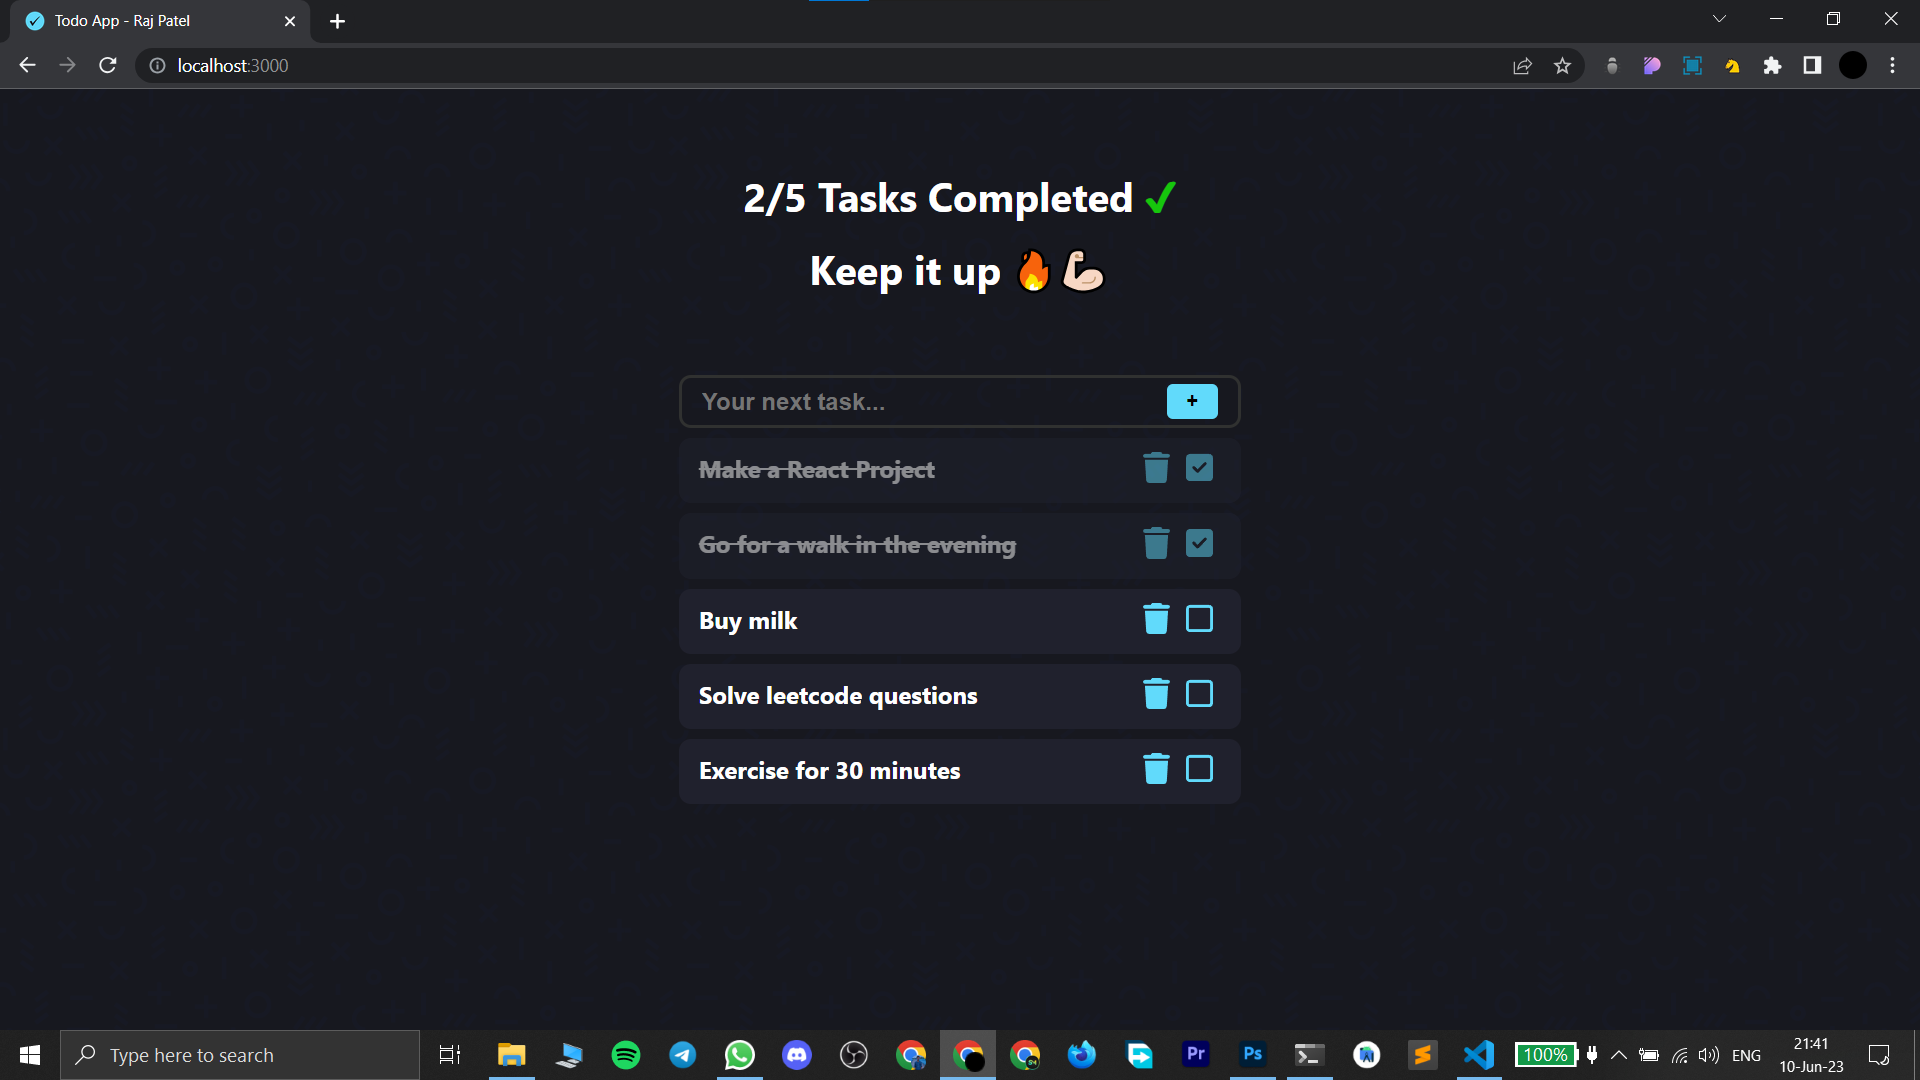 Todo App - Raj Patel
localhost:3000
2/5 Tasks Completed ✔
Keep it up 🔥💪🏻
Your next task...
+
Make a React Project
Go for a walk in the evening
Buy milk
Solve leetcode questions
Exercise for 30 minutes
Type here to search
Pr
Ps
100%
ENG
21:41
10-Jun-23